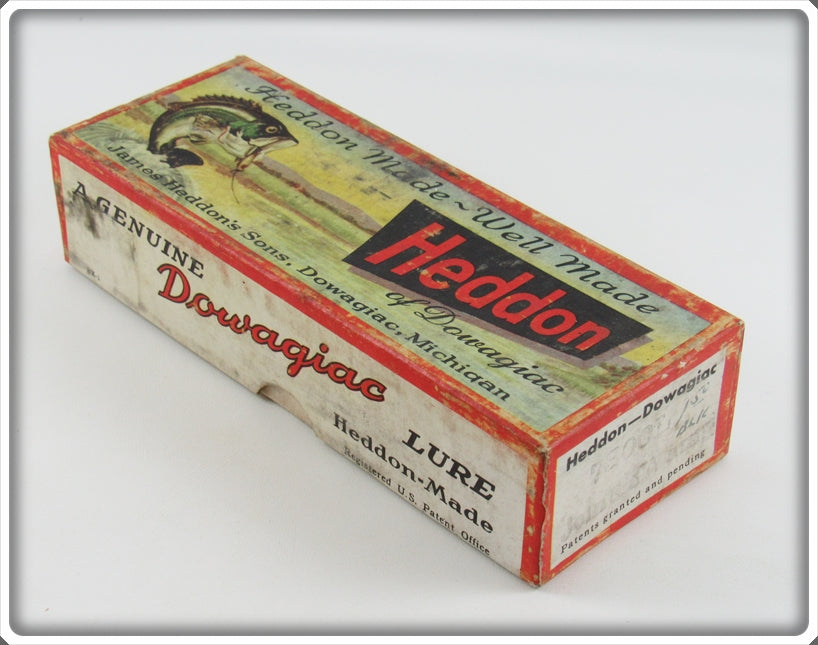 Heddon Made ~ Well Made
Heddon
of Dowagiac
James Heddon's Sons, Dowagiac, Michigan
A GENUINE
Dowagiac
LURE
Heddon-Made
Registered U.S. Patent Office
Heddon—Dowagiac
Patents granted and pending